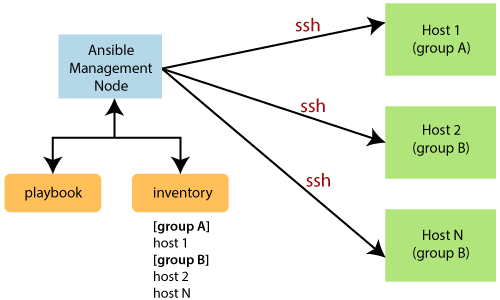 Ansible
Management
Node
ssh
ssh
ssh
Host 1
(group A)
Host 2
(group B)
Host N
(group B)
playbook
inventory
[group A]
host 1
[group B]
host 2
host N